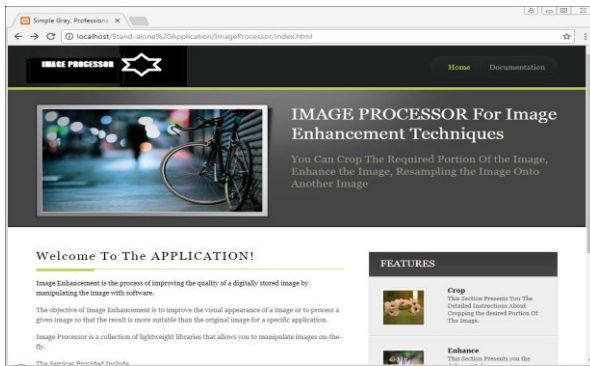 Simple Gray, Professiona
localhost/Stand-alone%20Application/ImageProcessor/index.html
IMAGE PROCESSOR
Home Documentation
IMAGE PROCESSOR For Image
Enhancement Techniques
You Can Crop The Required Portion Of the Image,
Enhance the Image, Resampling the Image Onto
Another Image
Welcome To The APPLICATION!
Image Enhancement is the process of improving the quality of a digitally stored image by
manipulating the image with software.
The objective of Image Enhancement is to improve the visual appearance of a image or to process a
given image so that the result is more suitable than the original image for a specific application.
Image Processor is a collection of lightweight libraries that allows you to manipulate images on-the-
fly.
The Services Provided Include
FEATURES
Crop
This Section Presents You The
Detailed Instructions About
Cropping the desired Portion Of
The Image.
Enhance
This Section Presents you the